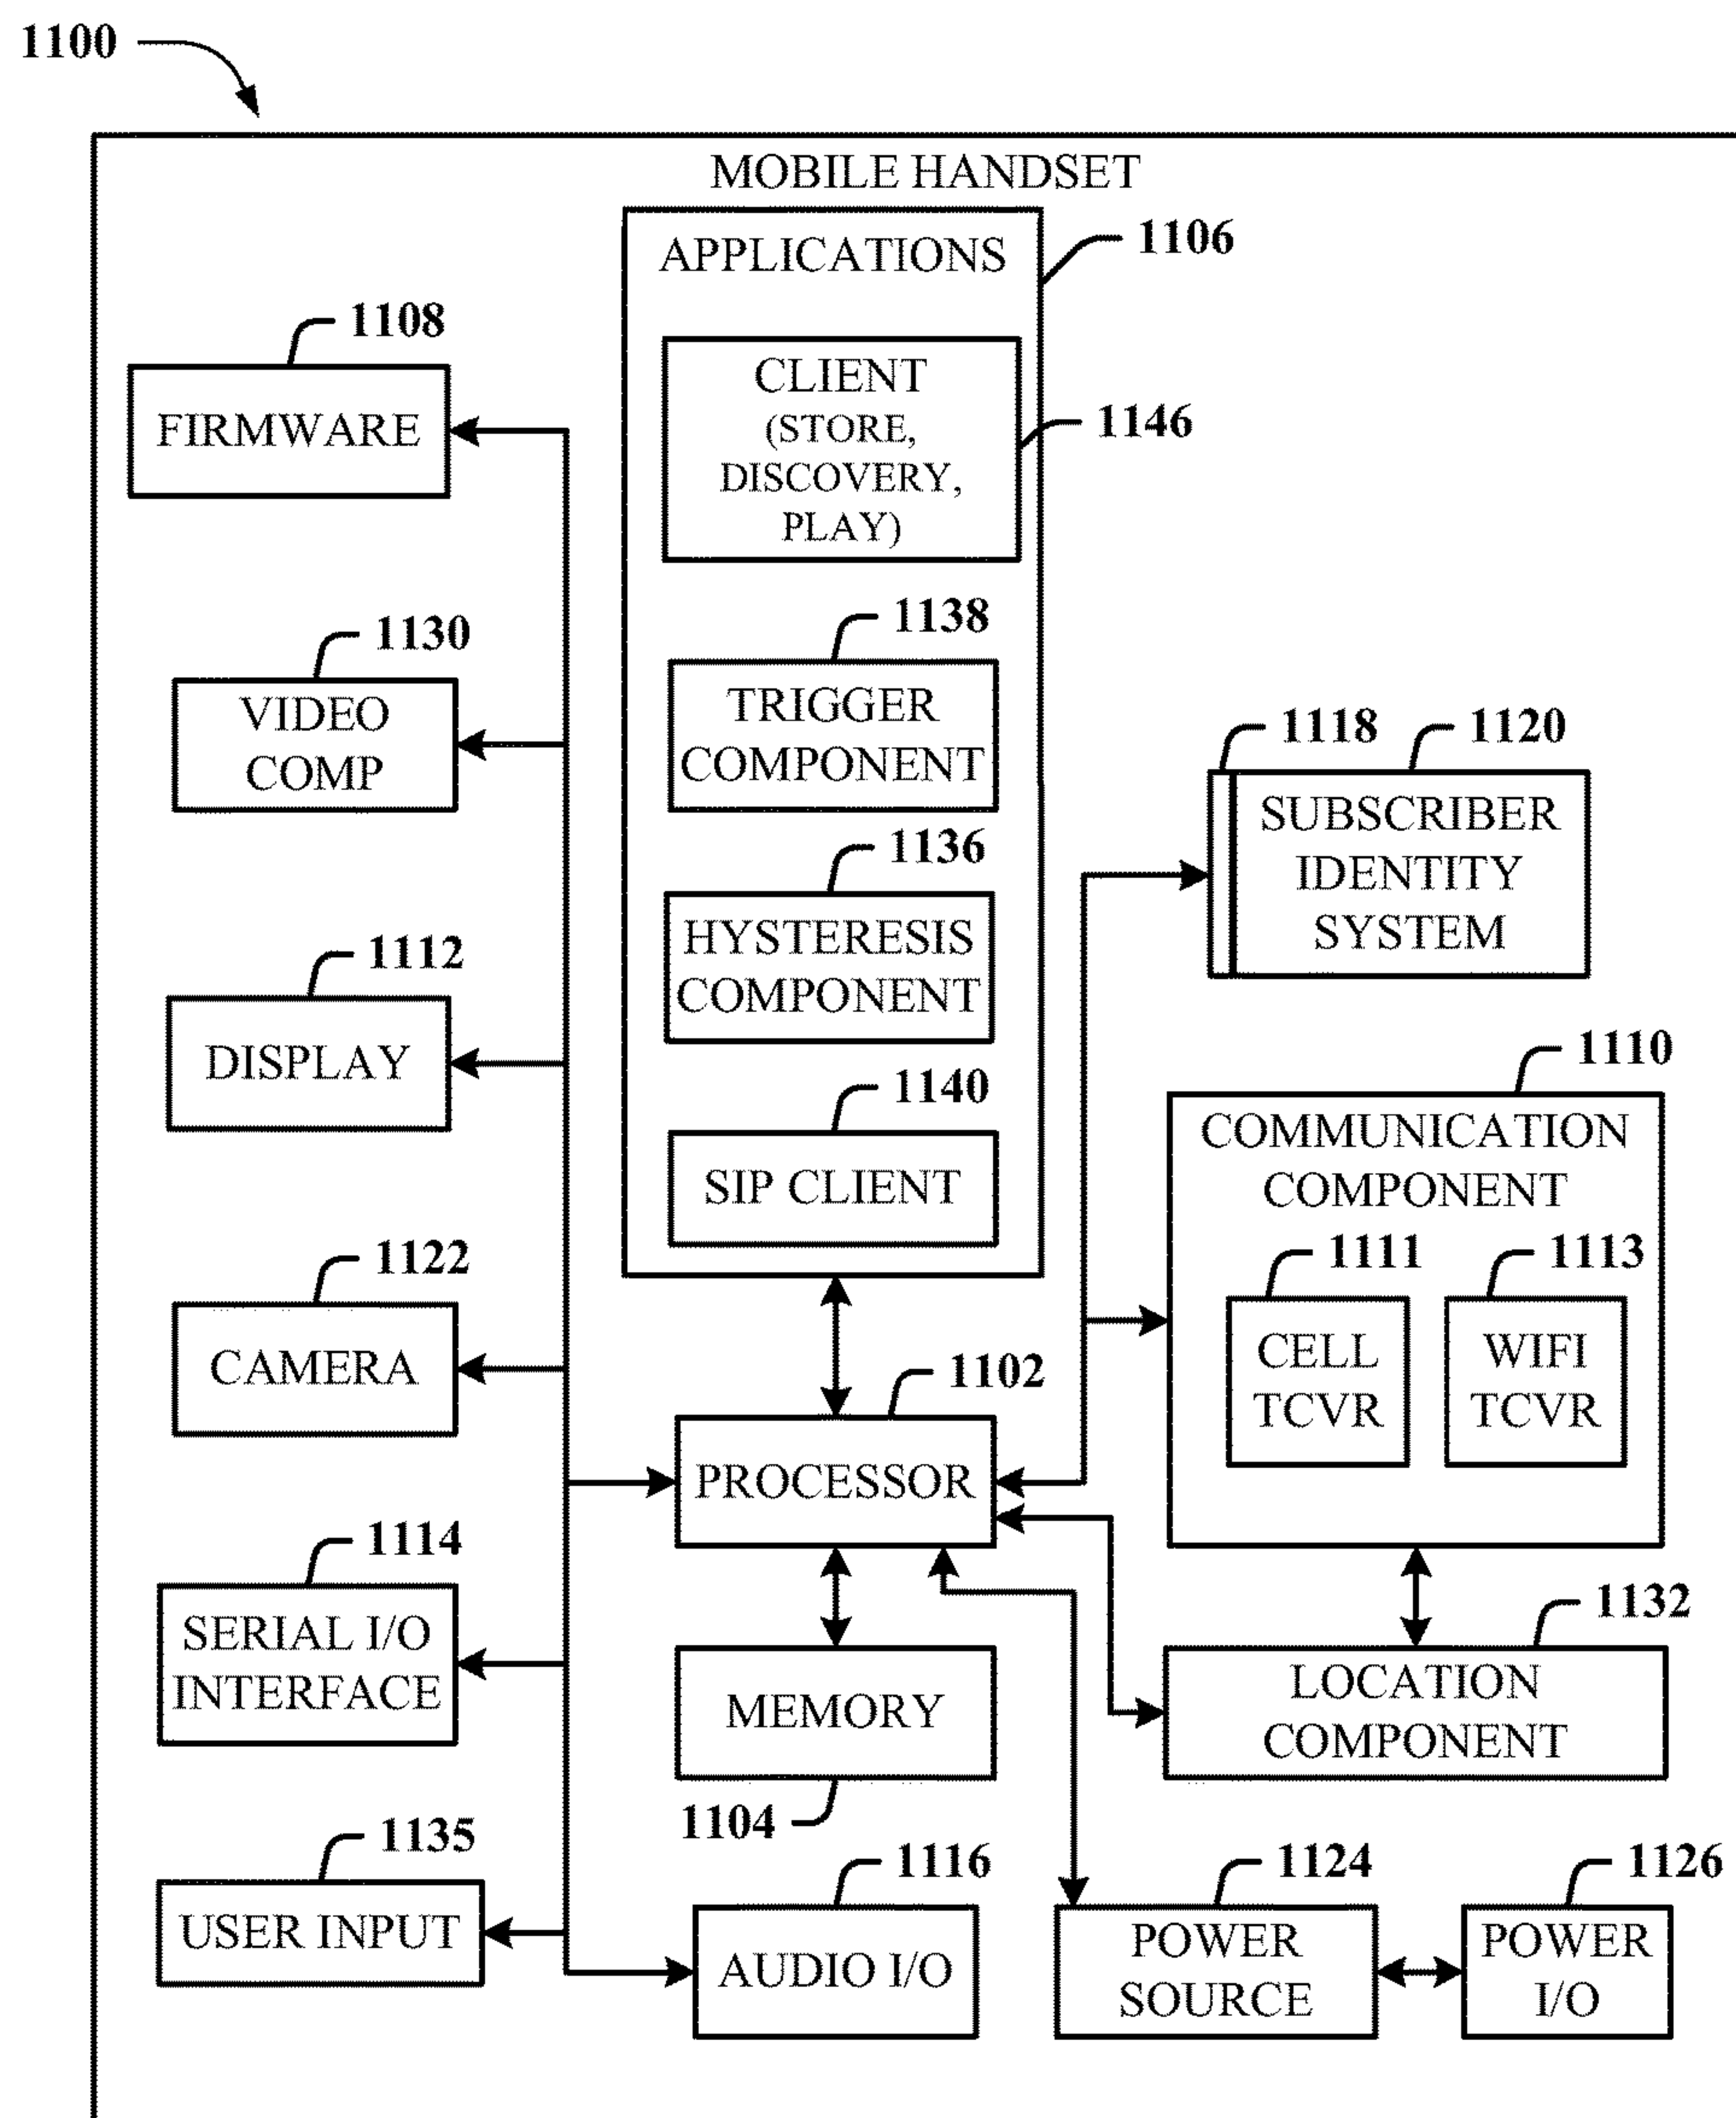 1100
MOBILE HANDSET
APPLICATIONS
1106
CLIENT
(STORE,
DISCOVERY,
PLAY)
1146
1138
TRIGGER
COMPONENT
1136
HYSTERESIS
COMPONENT
1140
SIP CLIENT
1108
FIRMWARE
1130
VIDEO
COMP
1112
DISPLAY
1122
CAMERA
1114
SERIAL I/O
INTERFACE
1135
USER INPUT
1102
PROCESSOR
MEMORY
1104
1116
AUDIO I/O
1118
1120
SUBSCRIBER
IDENTITY
SYSTEM
1110
COMMUNICATION
COMPONENT
1111
CELL
TCVR
1113
WIFI
TCVR
1132
LOCATION
COMPONENT
1124
POWER
SOURCE
1126
POWER
I/O